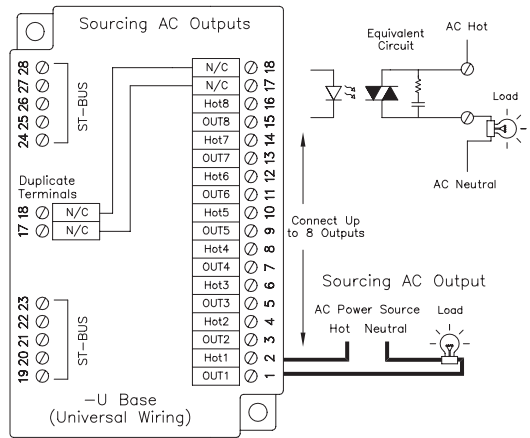 Sourcing AC Outputs
28
27
26
25
24
ST-BUS
Duplicate
Terminals
18 N/C
17 N/C
23
22
21
20
19
ST-BUS
N/C 18
N/C 17
Hot8 16
OUT8 15
Hot7 14
OUT7 13
Hot6 12
OUT6 11
Hot5 10
OUT5 9
Hot4 8
OUT4 7
Hot3 6
OUT3 5
Hot2 4
OUT2 3
Hot1 2
OUT1 1
-U Base
(Universal Wiring)
Equivalent
Circuit
AC Hot
Load
AC Neutral
Connect Up
to 8 Outputs
Sourcing AC Output
AC Power Source
Hot Neutral
Load